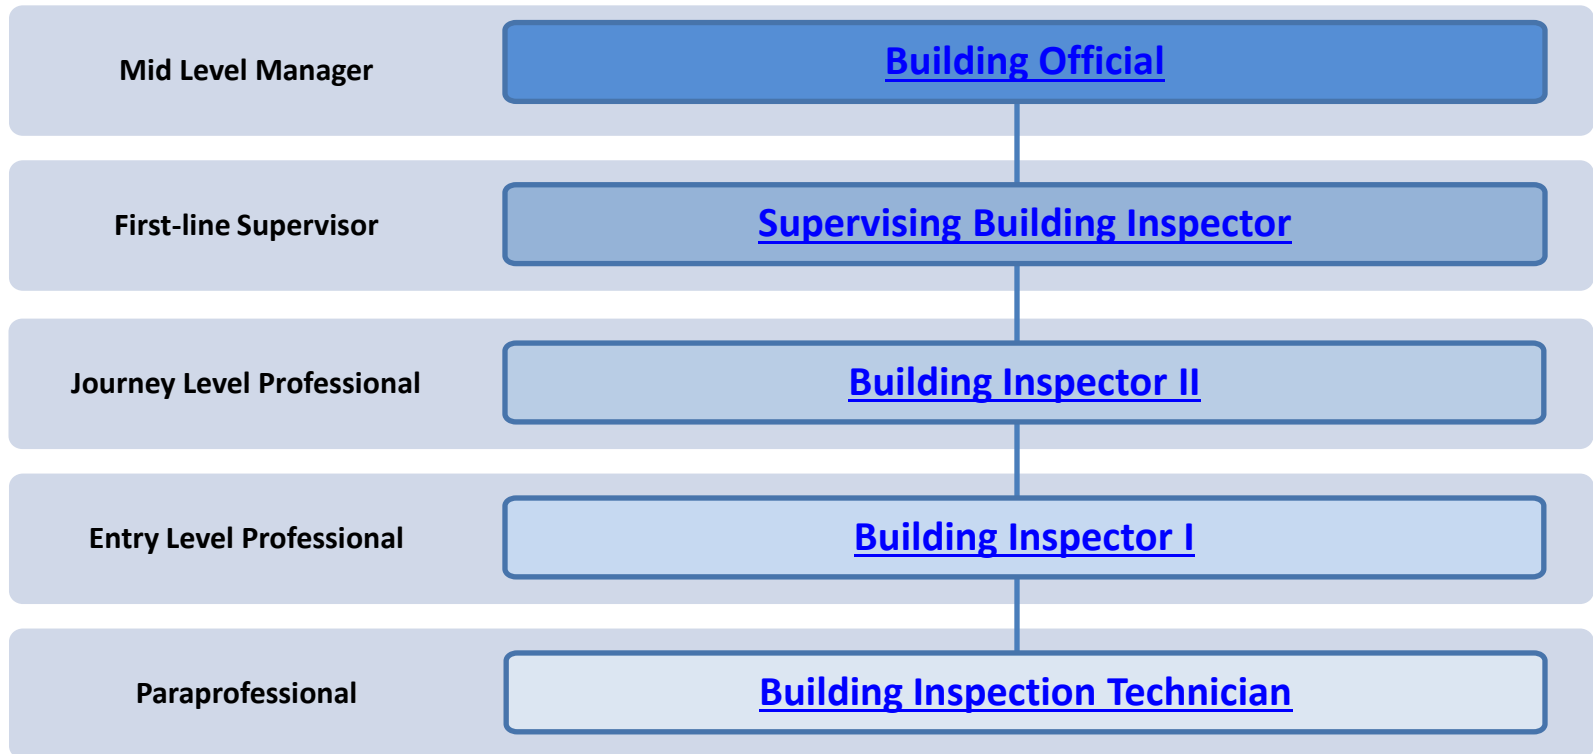 Mid Level Manager
Building Official
First-line Supervisor
Supervising Building Inspector
Journey Level Professional
Building Inspector II
Entry Level Professional
Building Inspector I
Paraprofessional
Building Inspection Technician